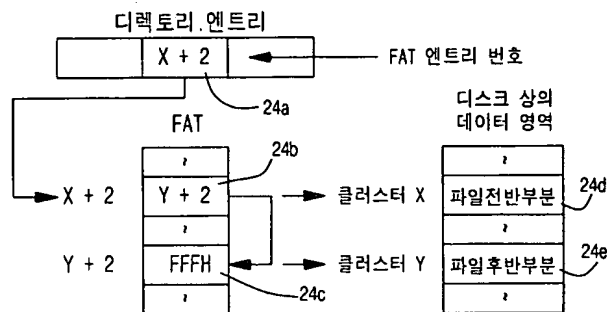 디렉토리.엔트리
X + 2
FAT 엔트리 번호
24a
디스크 상의
데이터 영역
FAT
24b
~
~
X + 2
Y + 2
클러스터 X
파일전반부분
24d
~
~
Y + 2
FFFH
클러스터 Y
파일후반부분
24e
24c
~
~